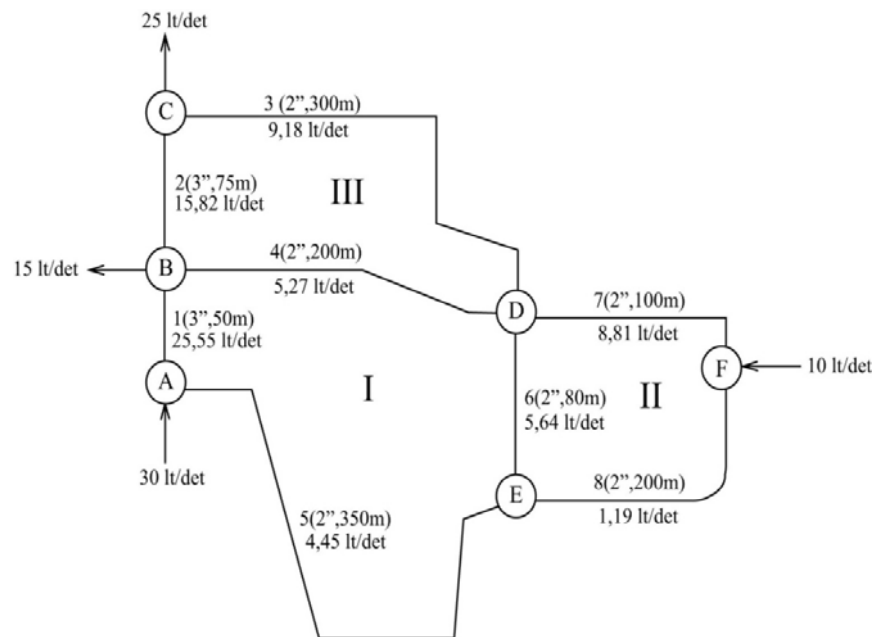 25 lt/det
C
3 (2”,300m)
9,18 lt/det
2(3”,75m)
15,82 lt/det
III
15 lt/det
B
4(2”,200m)
5,27 lt/det
D
7(2”,100m)
8,81 lt/det
1(3”,50m)
25,55 lt/det
A
I
F
10 lt/det
6(2”,80m)
5,64 lt/det
II
30 lt/det
E
8(2”,200m)
1,19 lt/det
5(2”,350m)
4,45 lt/det